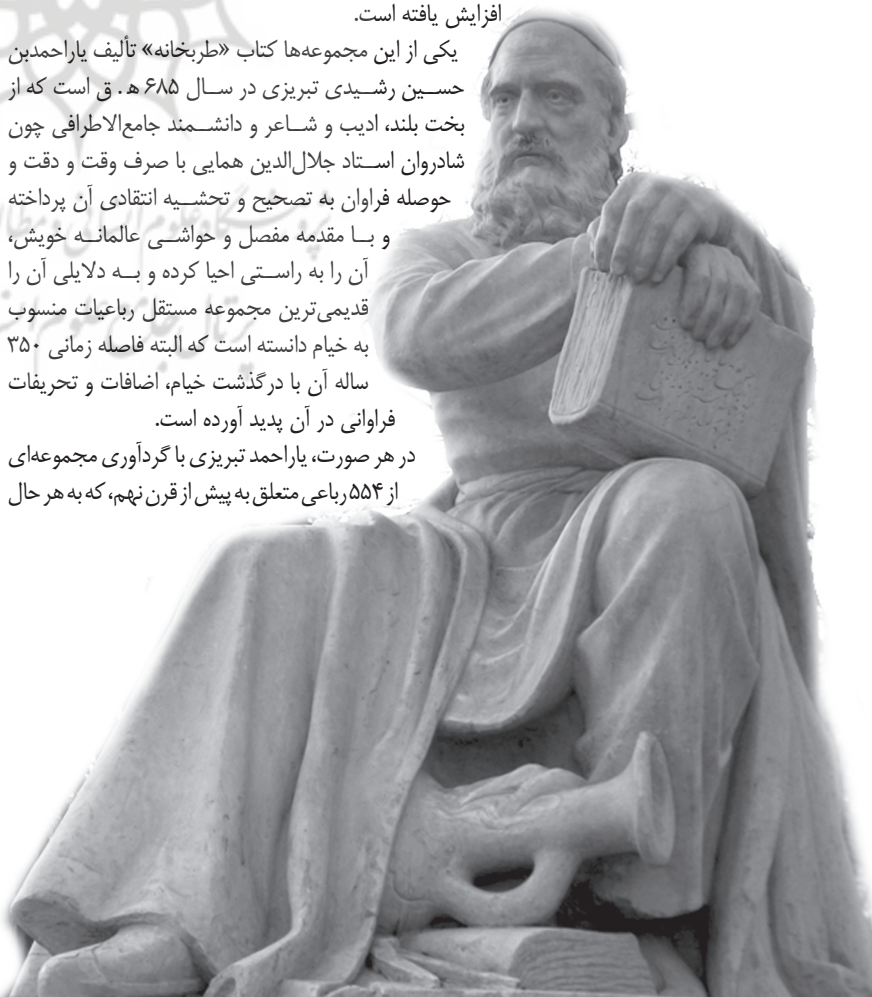 افزایش یافته است.
یکی از این مجموعه‌ها کتاب «طربخانه» تألیف یاراحمدبن
حسین رشیدی تبریزی در سال ۶۸۵ ه . ق است که از
بخت بلند، ادیب و شاعر و دانشمند جامع‌الاطرافی چون
شادروان استاد جلال‌الدین همایی با صرف وقت و دقت و
حوصله فراوان به تصحیح و تحشیه انتقادی آن پرداخته
و با مقدمه مفصل و حواشی عالمانه خویش،
آن را به راستی احیا کرده و به دلایلی آن را
قدیمی‌ترین مجموعه مستقل رباعیات منسوب
به خیام دانسته است که البته فاصله زمانی ۳۵۰
ساله آن با درگذشت خیام، اضافات و تحریفات
فراوانی در آن پدید آورده است.
در هر صورت، یاراحمد تبریزی با گردآوری مجموعه‌ای
از ۵۵۴ رباعی متعلق به پیش از قرن نهم، که به هر حال